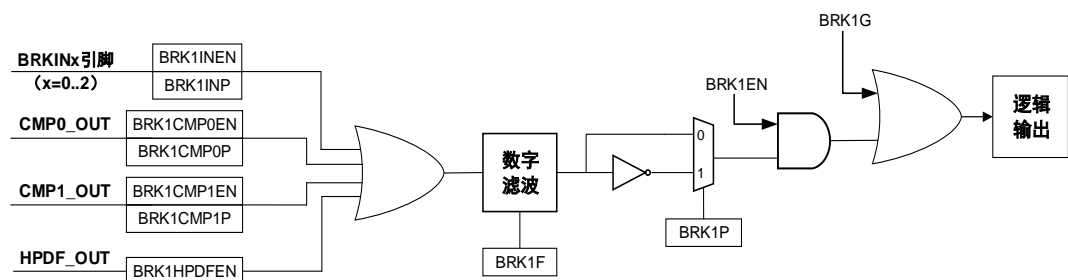 BRK1G
BRKINx引脚
（x=0..2）
BRK1INEN
BRK1INP
BRK1EN
逻辑
输出
CMP0_OUT
BRK1CMP0EN
BRK1CMP0P
数字
滤波
0
1
CMP1_OUT
BRK1CMP1EN
BRK1CMP1P
BRK1P
HPDF_OUT
BRK1HPDFEN
BRK1F